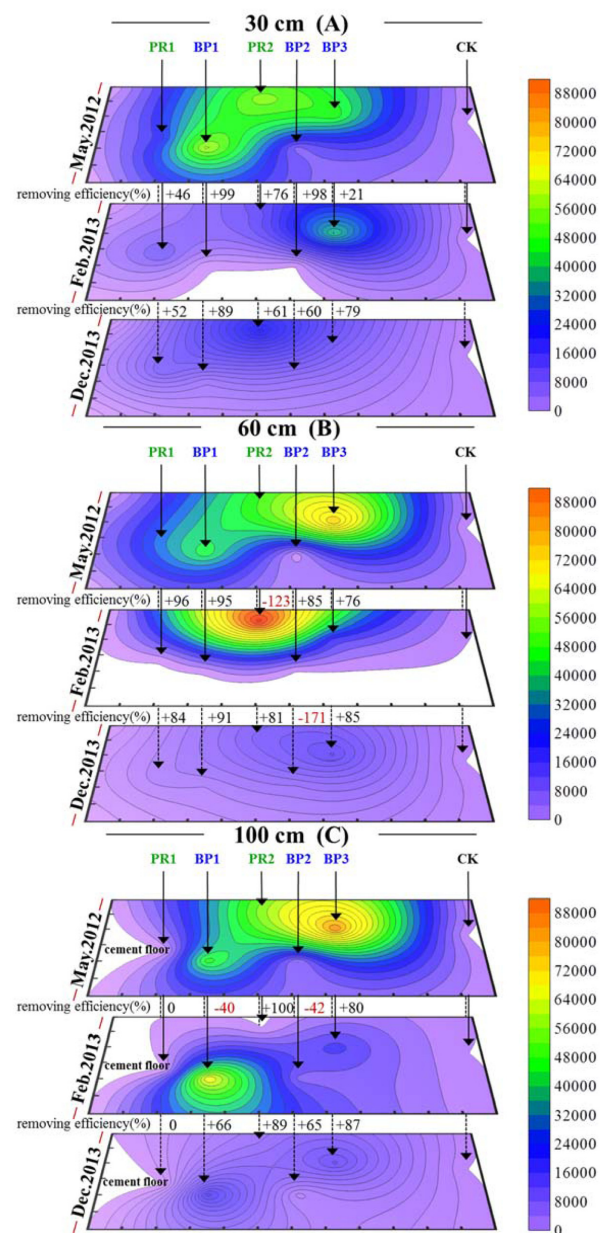 30 cm (A)
PR1 BP1 PR2 BP2 BP3 CK
May.2012
removing efficiency(%) +46 +99 +76 +98 +21
Feb.2013
removing efficiency(%) +52 +89 +61 +60 +79
Dec.2013
88000
80000
72000
64000
56000
48000
40000
32000
24000
16000
8000
0
60 cm (B)
PR1 BP1 PR2 BP2 BP3 CK
May.2012
removing efficiency(%) +96 +95 -123 +85 +76
Feb.2013
removing efficiency(%) +84 +91 +81 -171 +85
Dec.2013
88000
80000
72000
64000
56000
48000
40000
32000
24000
16000
8000
0
100 cm (C)
PR1 BP1 PR2 BP2 BP3 CK
May.2012
cement floor
removing efficiency(%) 0 -40 +100 -42 +80
Feb.2013
cement floor
removing efficiency(%) 0 +66 +89 +65 +87
Dec.2013
cement floor
88000
80000
72000
64000
56000
48000
40000
32000
24000
16000
8000
0